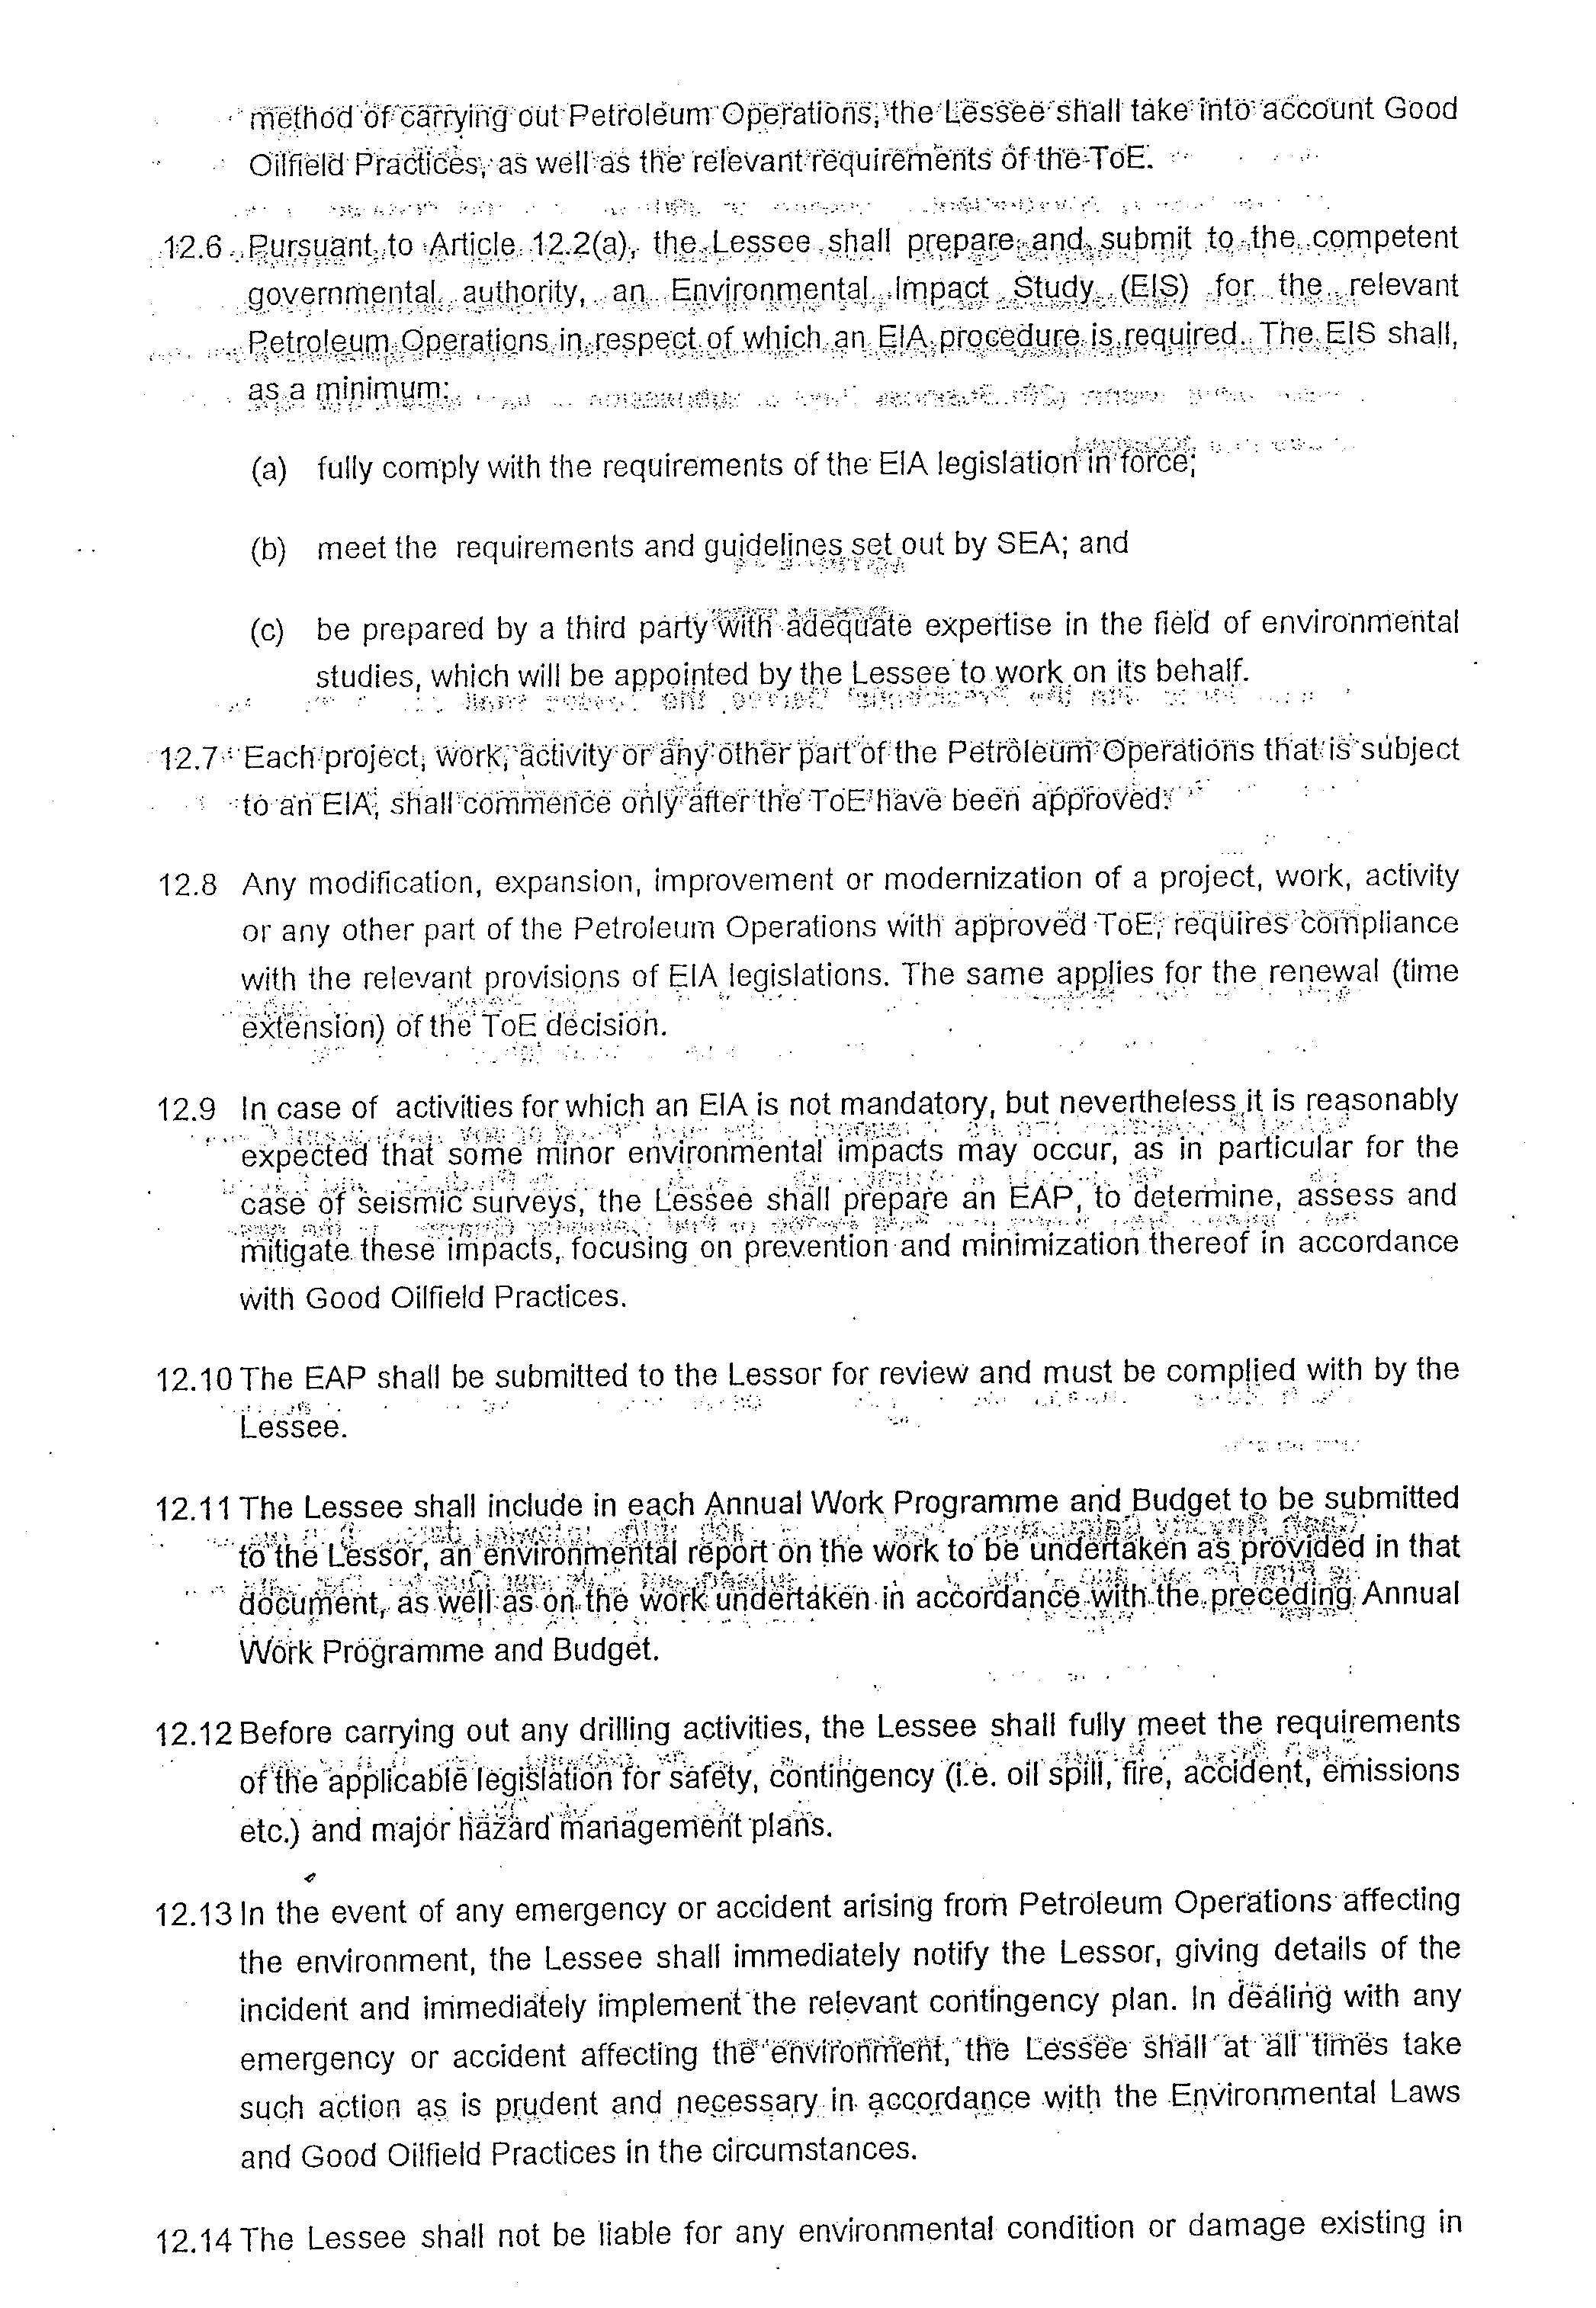 method of carrying out Petroleum Operations, the Lessee shall take into account Good
Oilfield Practices, as well as the relevant requirements of the ToE.
12.6 Pursuant to Article 12.2(a), the Lessee shall prepare and submit to the competent
governmental authority, an Environmental Impact Study (EIS) for the relevant
Petroleum Operations in respect of which an EIA procedure is required. The EIS shall,
as a minimum:
(a) fully comply with the requirements of the EIA legislation in force;
(b) meet the requirements and guidelines set out by SEA; and
(c) be prepared by a third party with adequate expertise in the field of environmental
studies, which will be appointed by the Lessee to work on its behalf.
12.7 Each project, work, activity or any other part of the Petroleum Operations that is subject
to an EIA, shall commence only after the ToE have been approved.
12.8 Any modification, expansion, improvement or modernization of a project, work, activity
or any other part of the Petroleum Operations with approved ToE, requires compliance
with the relevant provisions of EIA legislations. The same applies for the renewal (time
extension) of the ToE decision.
12.9 In case of activities for which an EIA is not mandatory, but nevertheless it is reasonably
expected that some minor environmental impacts may occur, as in particular for the
case of seismic surveys, the Lessee shall prepare an EAP, to determine, assess and
mitigate these impacts, focusing on prevention and minimization thereof in accordance
with Good Oilfield Practices.
12.10 The EAP shall be submitted to the Lessor for review and must be complied with by the
Lessee.
12.11 The Lessee shall include in each Annual Work Programme and Budget to be submitted
to the Lessor, an environmental report on the work to be undertaken as provided in that
document, as well as on the work undertaken in accordance with the preceding Annual
Work Programme and Budget.
12.12 Before carrying out any drilling activities, the Lessee shall fully meet the requirements
of the applicable legislation for safety, contingency (i.e. oil spill, fire, accident, emissions
etc.) and major hazard management plans.
12.13 In the event of any emergency or accident arising from Petroleum Operations affecting
the environment, the Lessee shall immediately notify the Lessor, giving details of the
incident and immediately implement the relevant contingency plan. In dealing with any
emergency or accident affecting the environment, the Lessee shall at all times take
such action as is prudent and necessary in accordance with the Environmental Laws
and Good Oilfield Practices in the circumstances.
12.14 The Lessee shall not be liable for any environmental condition or damage existing in